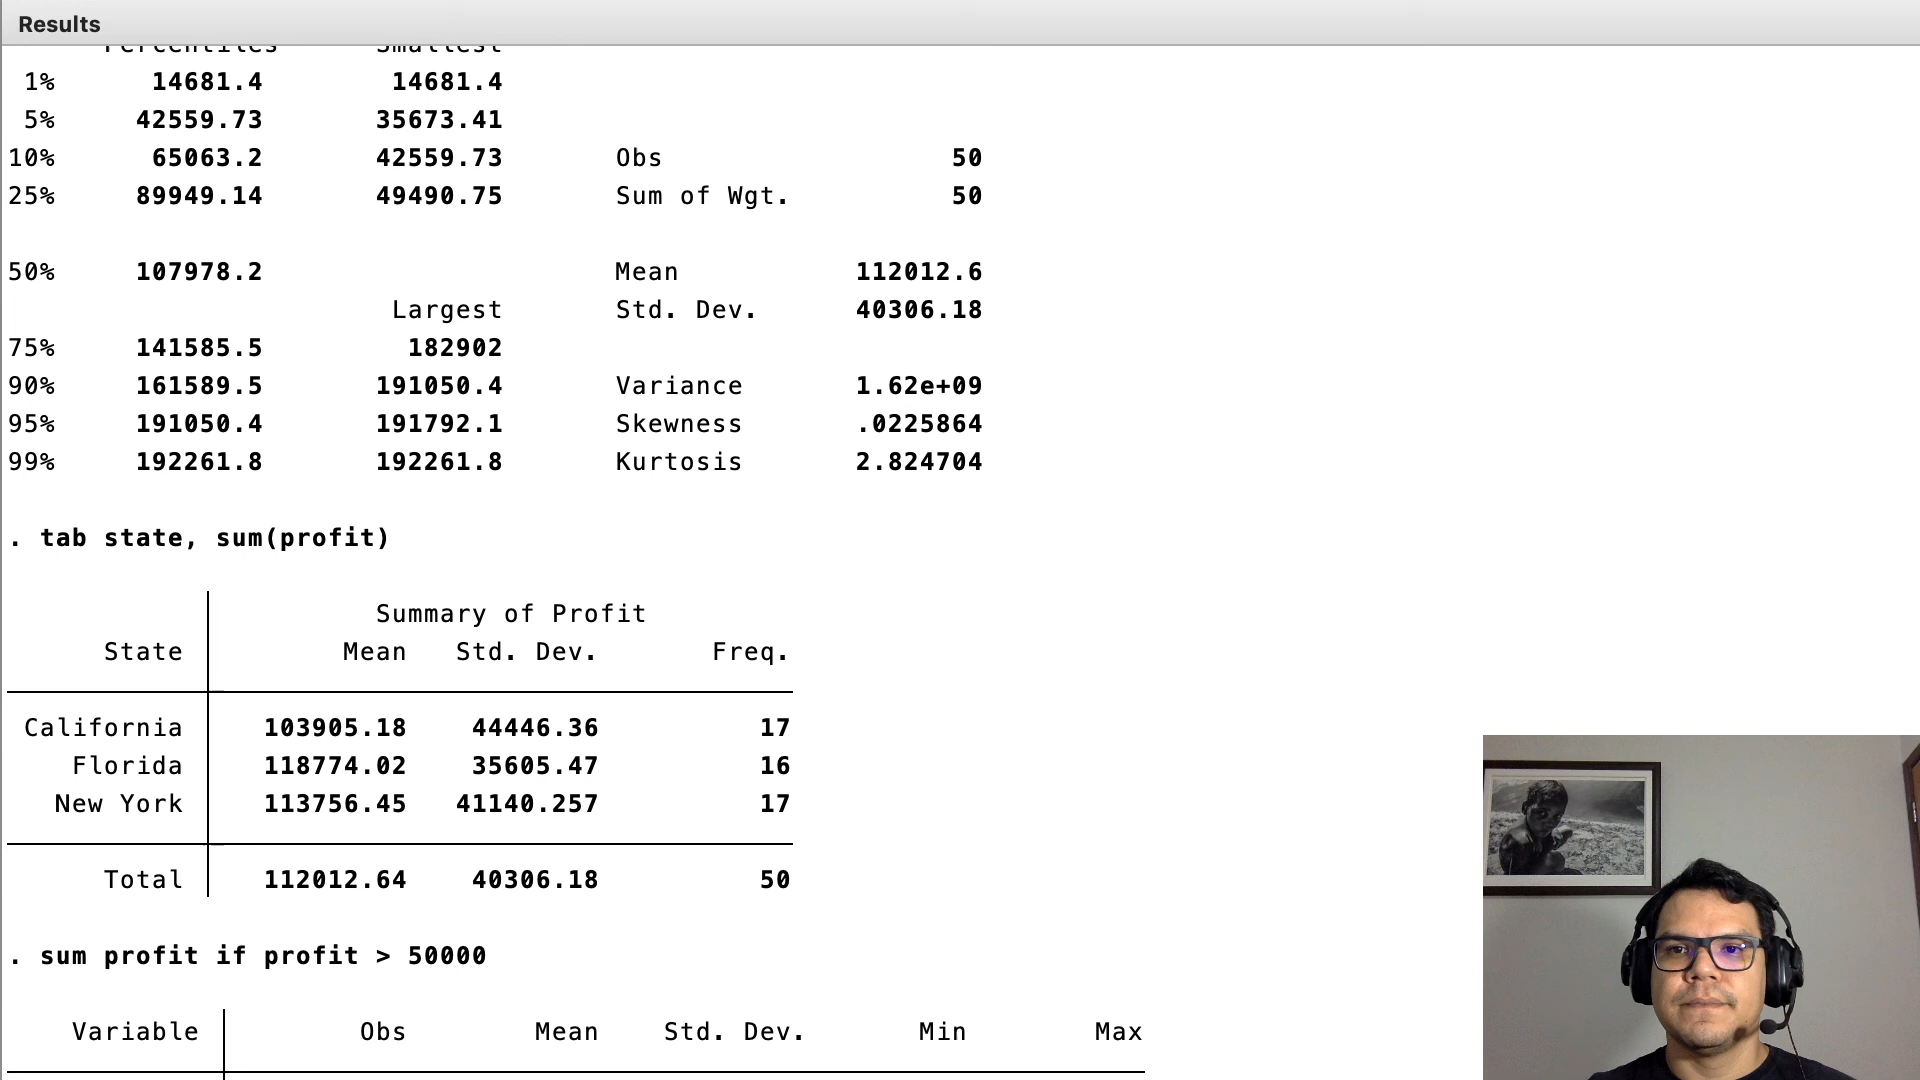 Results
Percentiles Smallest
1% 14681.4 14681.4
5% 42559.73 35673.41
10% 65063.2 42559.73 Obs 50
25% 89949.14 49490.75 Sum of Wgt. 50
50% 107978.2 Mean 112012.6
Largest Std. Dev. 40306.18
75% 141585.5 182902
90% 161589.5 191050.4 Variance 1.62e+09
95% 191050.4 191792.1 Skewness .0225864
99% 192261.8 192261.8 Kurtosis 2.824704
. tab state, sum(profit)
Summary of Profit
State Mean Std. Dev. Freq.
California 103905.18 44446.36 17
Florida 118774.02 35605.47 16
New York 113756.45 41140.257 17
Total 112012.64 40306.18 50
. sum profit if profit > 50000
Variable Obs Mean Std. Dev. Min Max